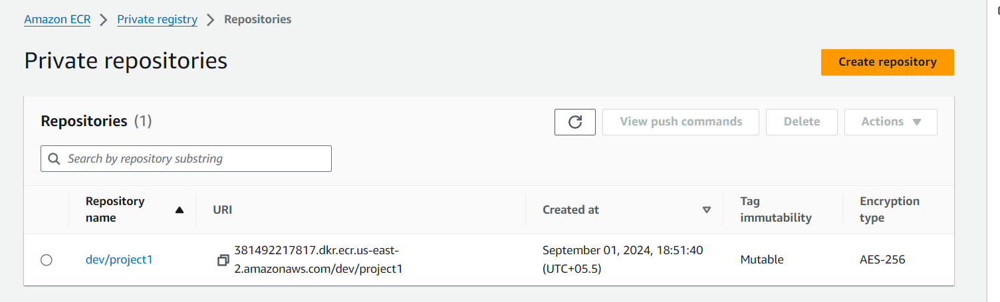 Amazon ECR > Private registry > Repositories
Private repositories
Create repository
Repositories (1)
View push commands
Delete
Actions
Search by repository substring
Repository
name
URI
Created at
Tag
immutability
Encryption
type
dev/project1
381492217817.dkr.ecr.us-east-
2.amazonaws.com/dev/project1
September 01, 2024, 18:51:40
(UTC+05.5)
Mutable
AES-256